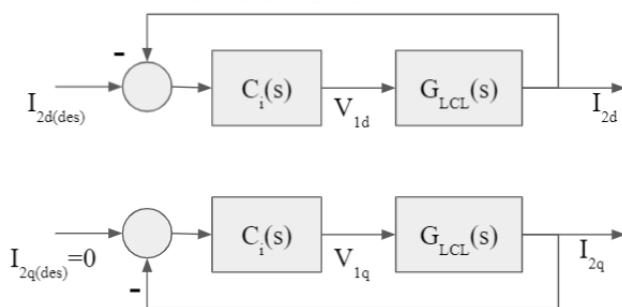 -
I2d(des)
Ci(s)
V1d
GLCL(s)
I2d
I2q(des)=0
Ci(s)
V1q
GLCL(s)
I2q
-